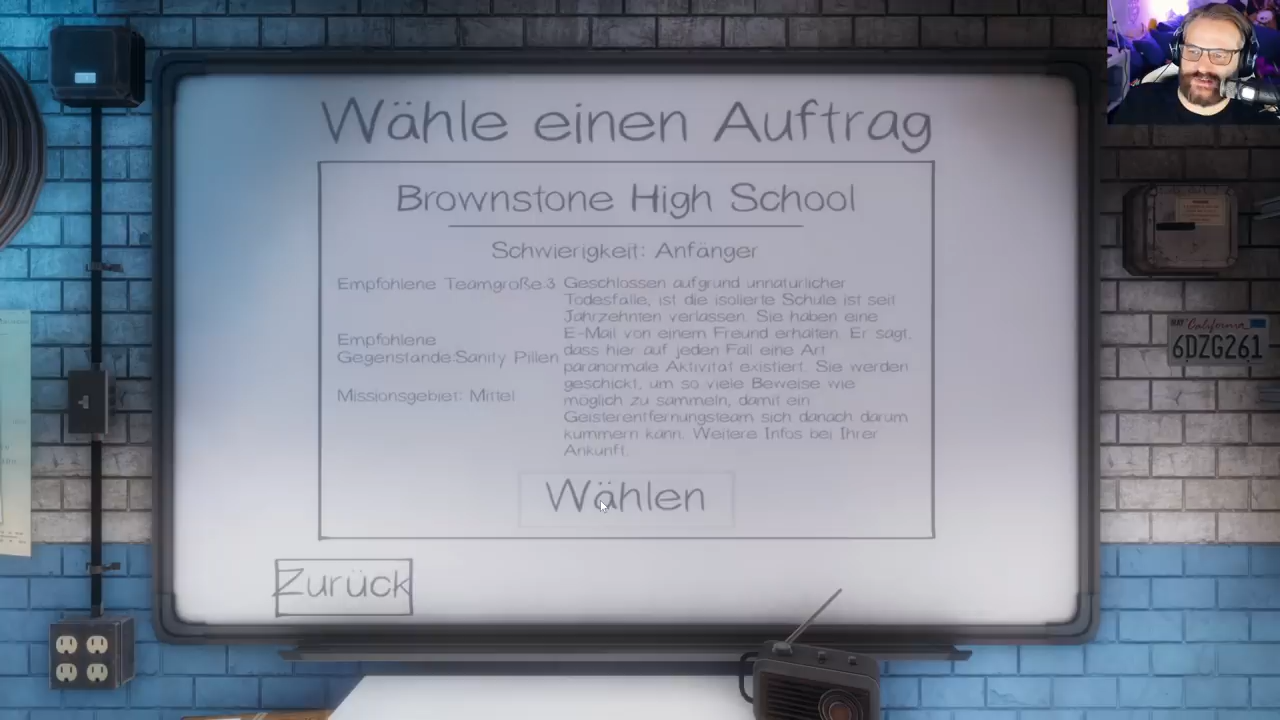 Wähle einen Auftrag
Brownstone High School
Schwierigkeit: Anfänger
Empfohlene Teamgröße:3
Empfohlene
Gegenstände:Sanity Pillen
Missionsgebiet: Mittel
Geschlossen aufgrund unnatürlicher
Todesfälle, ist die isolierte Schule ist seit
Jahrzehnten verlassen. Sie haben eine
E-Mail von einem Freund erhalten. Er sagt,
dass hier auf jeden Fall eine Art
paranormale Aktivität existiert. Sie werden
geschickt, um so viele Beweise wie
möglich zu sammeln, damit ein
Geisterentfernungsteam sich danach darum
kümmern kann. Weitere Infos bei Ihrer
Ankunft.
Wählen
Zurück
California
6DZG261